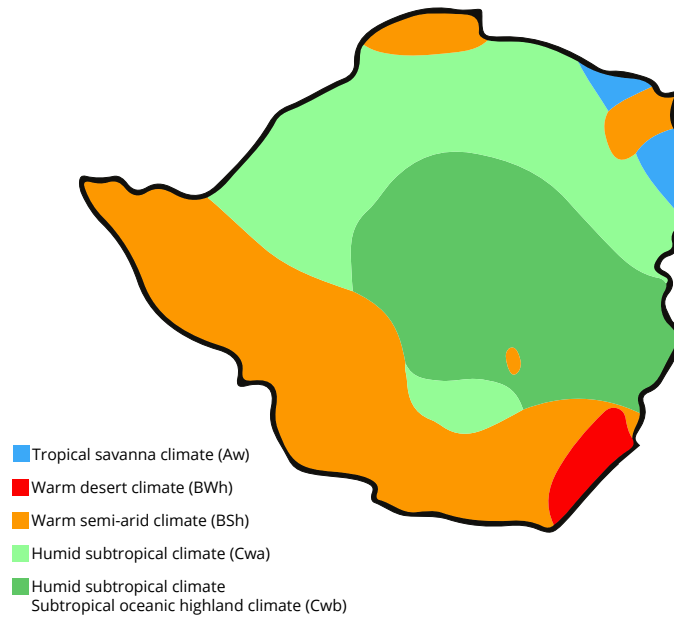 Tropical savanna climate (Aw)
Warm desert climate (BWh)
Warm semi-arid climate (BSh)
Humid subtropical climate (Cwa)
Humid subtropical climate
Subtropical oceanic highland climate (Cwb)